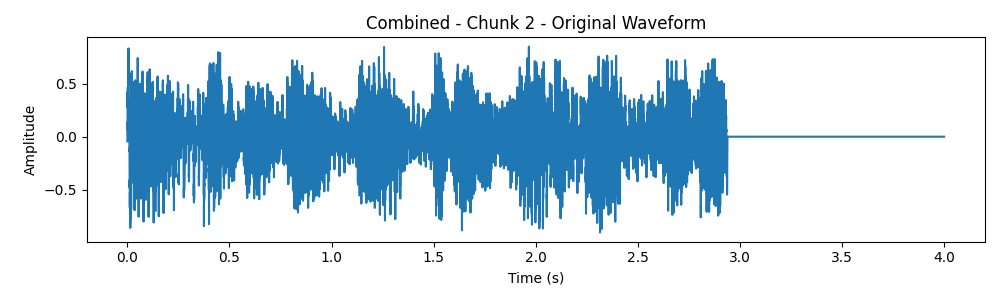 Combined - Chunk 2 - Original Waveform
Amplitude
0.5
0.0
−0.5
0.0 0.5 1.0 1.5 2.0 2.5 3.0 3.5 4.0
Time (s)